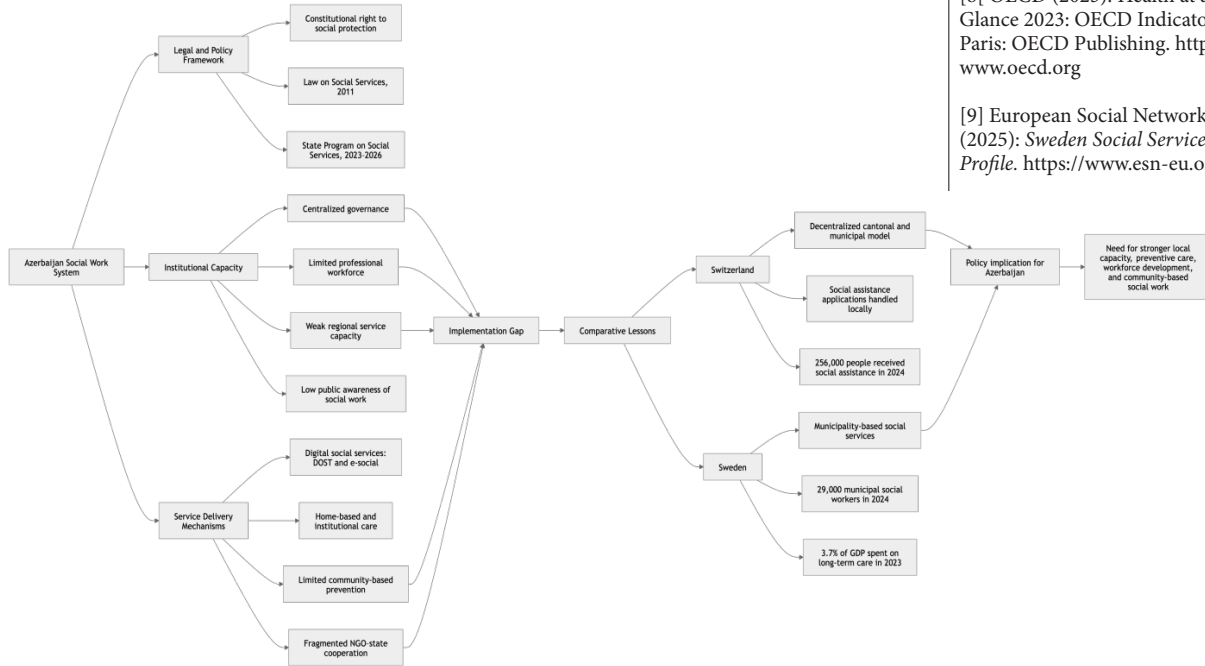 [8] OECD (2023): Health at a
Glance 2023: OECD Indicato
Paris: OECD Publishing. http
www.oecd.org
[9] European Social Network
(2025): Sweden Social Service
Profile. https://www.esn-eu.o
Azerbaijan Social Work
System
Legal and Policy
Framework
Constitutional right to
social protection
Law on Social Services,
2011
State Program on Social
Services, 2023-2026
Institutional Capacity
Centralized governance
Limited professional
workforce
Weak regional service
capacity
Low public awareness of
social work
Service Delivery
Mechanisms
Digital social services:
DOST and e-social
Home-based and
institutional care
Limited community-based
prevention
Fragmented NGO-state
cooperation
Implementation Gap
Comparative Lessons
Switzerland
Decentralized cantonal and
municipal model
Social assistance
applications handled
locally
256,000 people received
social assistance in 2024
Sweden
Municipality-based social
services
29,000 municipal social
workers in 2024
3.7% of GDP spent on
long-term care in 2023
Policy implication for
Azerbaijan
Need for stronger local
capacity, preventive care,
workforce development,
and community-based
social work